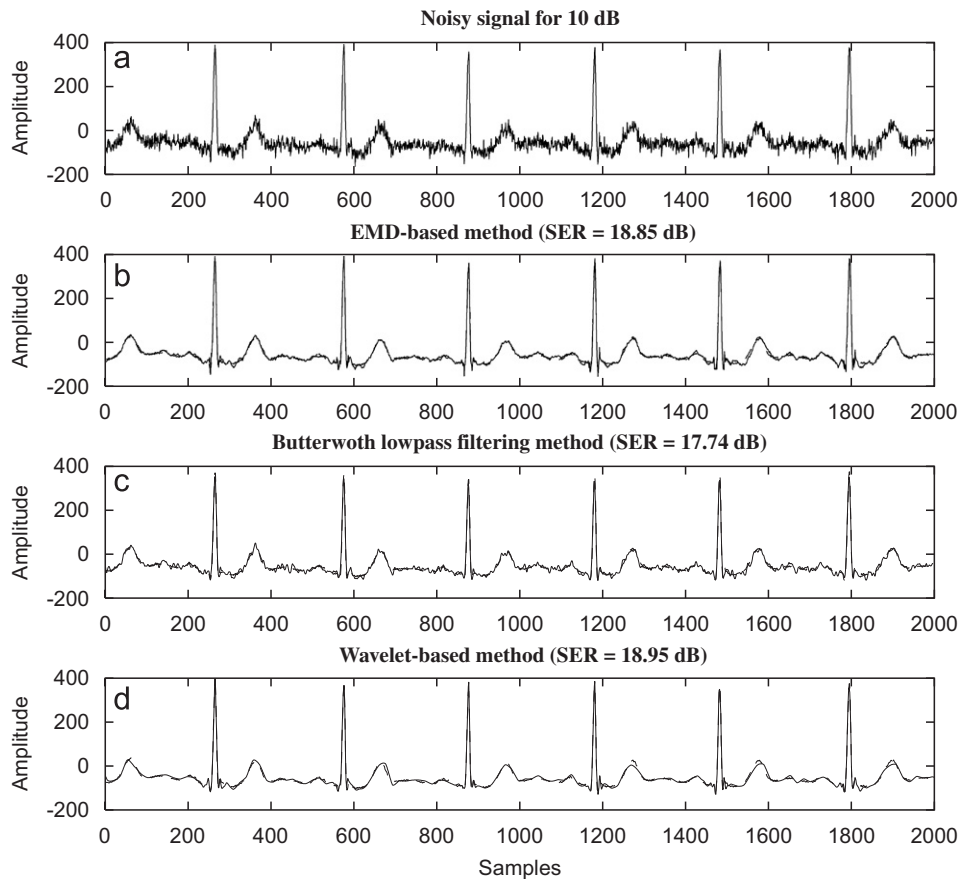 Noisy signal for 10 dB
a
Amplitude
400
200
0
-200
0 200 400 600 800 1000 1200 1400 1600 1800 2000
EMD-based method (SER = 18.85 dB)
b
Amplitude
400
200
0
-200
0 200 400 600 800 1000 1200 1400 1600 1800 2000
Butterwoth lowpass filtering method (SER = 17.74 dB)
c
Amplitude
400
200
0
-200
0 200 400 600 800 1000 1200 1400 1600 1800 2000
Wavelet-based method (SER = 18.95 dB)
d
Amplitude
400
200
0
-200
0 200 400 600 800 1000 1200 1400 1600 1800 2000
Samples